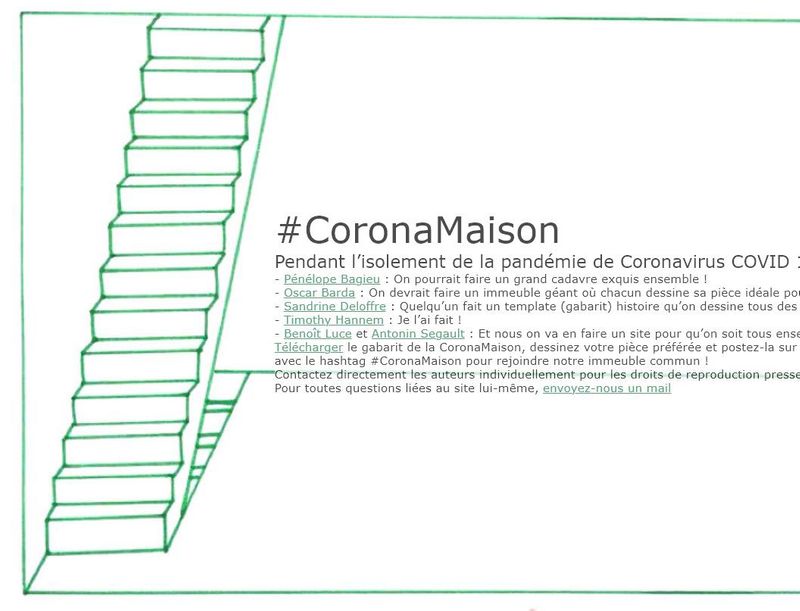 #CoronaMaison
Pendant l’isolement de la pandémie de Coronavirus COVID
- Pénélope Bagieu : On pourrait faire un grand cadavre exquis ensemble !
- Oscar Barda : On devrait faire un immeuble géant où chacun dessine sa pièce idéale
- Sandrine Deloffre : Quelqu’un fait un template (gabarit) histoire qu’on dessine tous des
- Timothy Hannem : Je l’ai fait !
- Benoît Luce et Antonin Segault : Et nous on va en faire un site pour qu’on soit tous
Télécharger le gabarit de la CoronaMaison, dessinez votre pièce préférée et postez-la sur
avec le hashtag #CoronaMaison pour rejoindre notre immeuble commun !
Contactez directement les auteurs individuellement pour les droits de reproduction presse
Pour toutes questions liées au site lui-même, envoyez-nous un mail